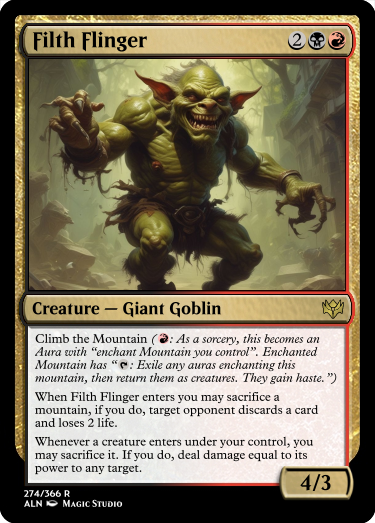 Filth Flinger 2
Creature — Giant Goblin
Climb the Mountain (: As a sorcery, this becomes an
Aura with “enchant Mountain you control”. Enchanted
Mountain has “: Exile any auras enchanting this
mountain, then return them as creatures. They gain haste.”)
When Filth Flinger enters you may sacrifice a
mountain, if you do, target opponent discards a card
and loses 2 life.
Whenever a creature enters under your control, you
may sacrifice it. If you do, deal damage equal to its
power to any target.
4/3
274/366 R
ALN Magic Studio